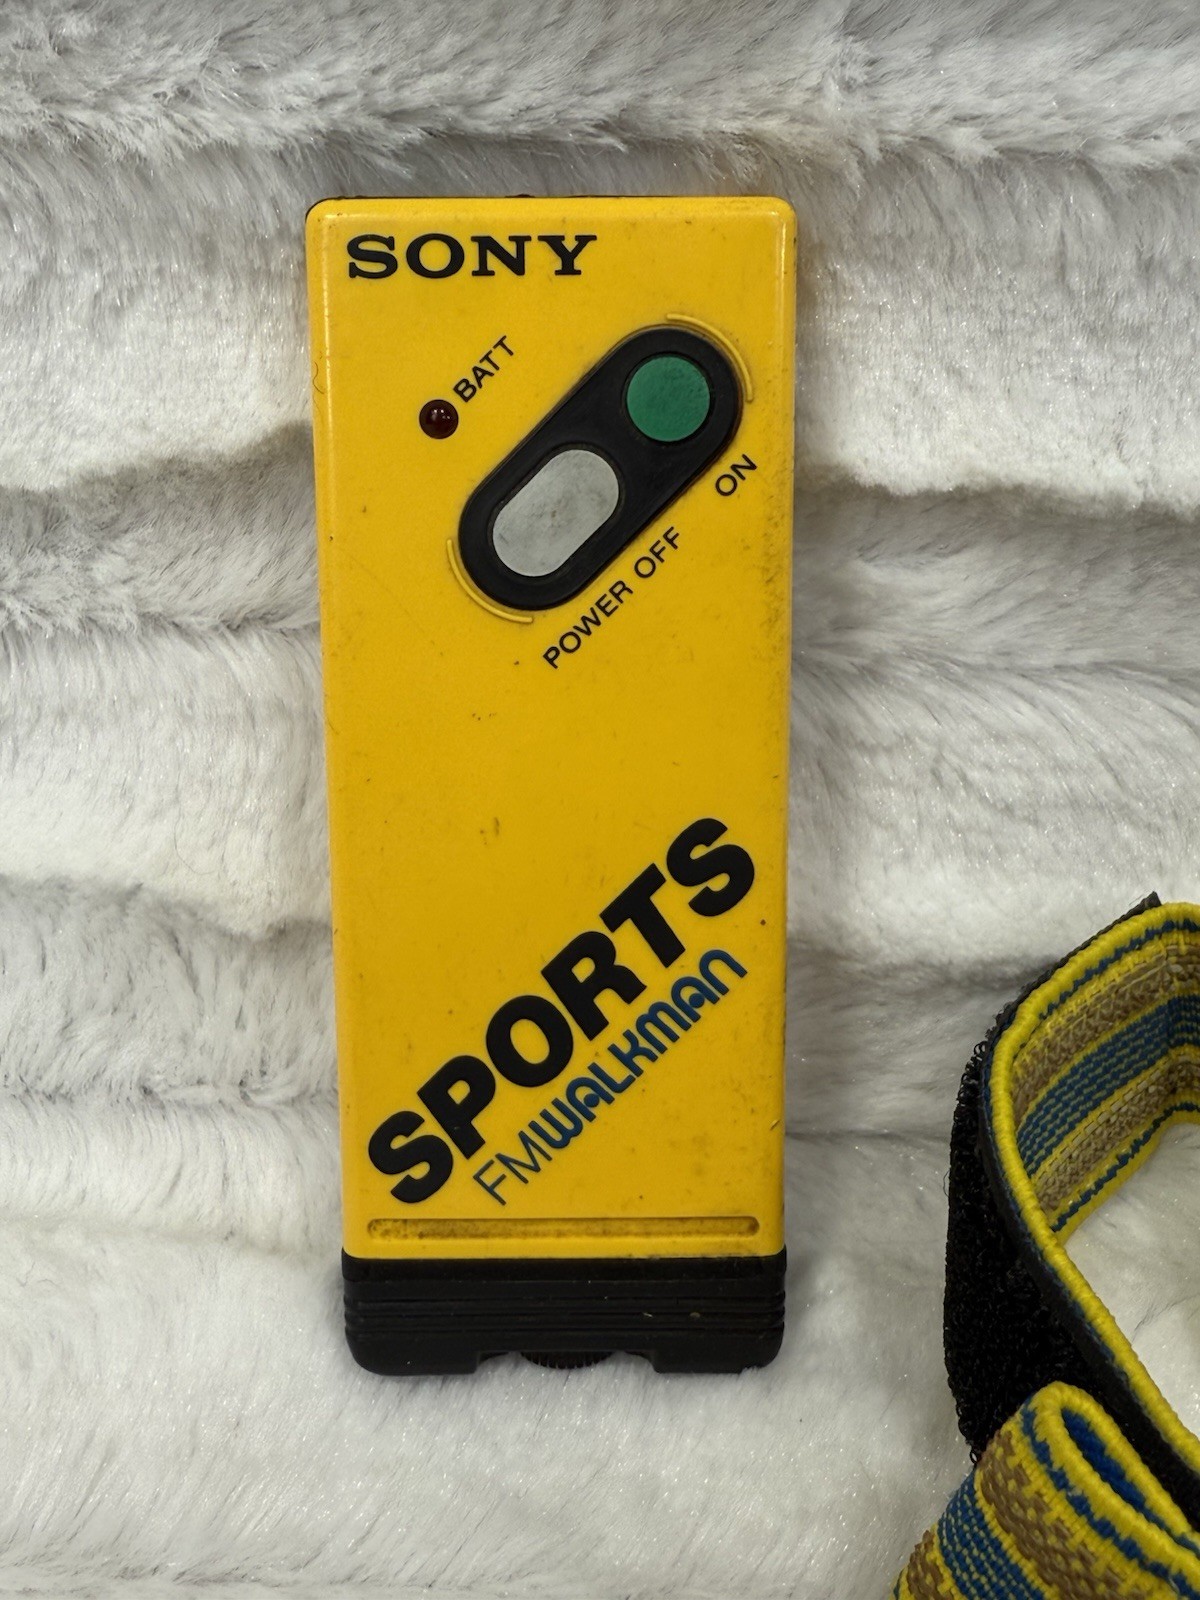 SONY
BATT
ON
POWER OFF
SPORTS
FM WALKMAN